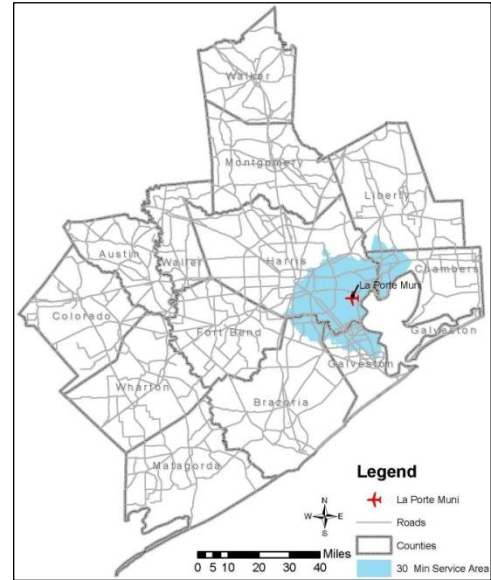 Walker
Montgomery
Liberty
Austin
Waller
Harris
Chambers
La Porte Muni
Colorado
Fort Bend
Galveston
Galveston
Wharton
Brazoria
Matagorda
Legend
La Porte Muni
Roads
Counties
30 Min Service Area
N
W E
S
Miles
0 5 10 20 30 40